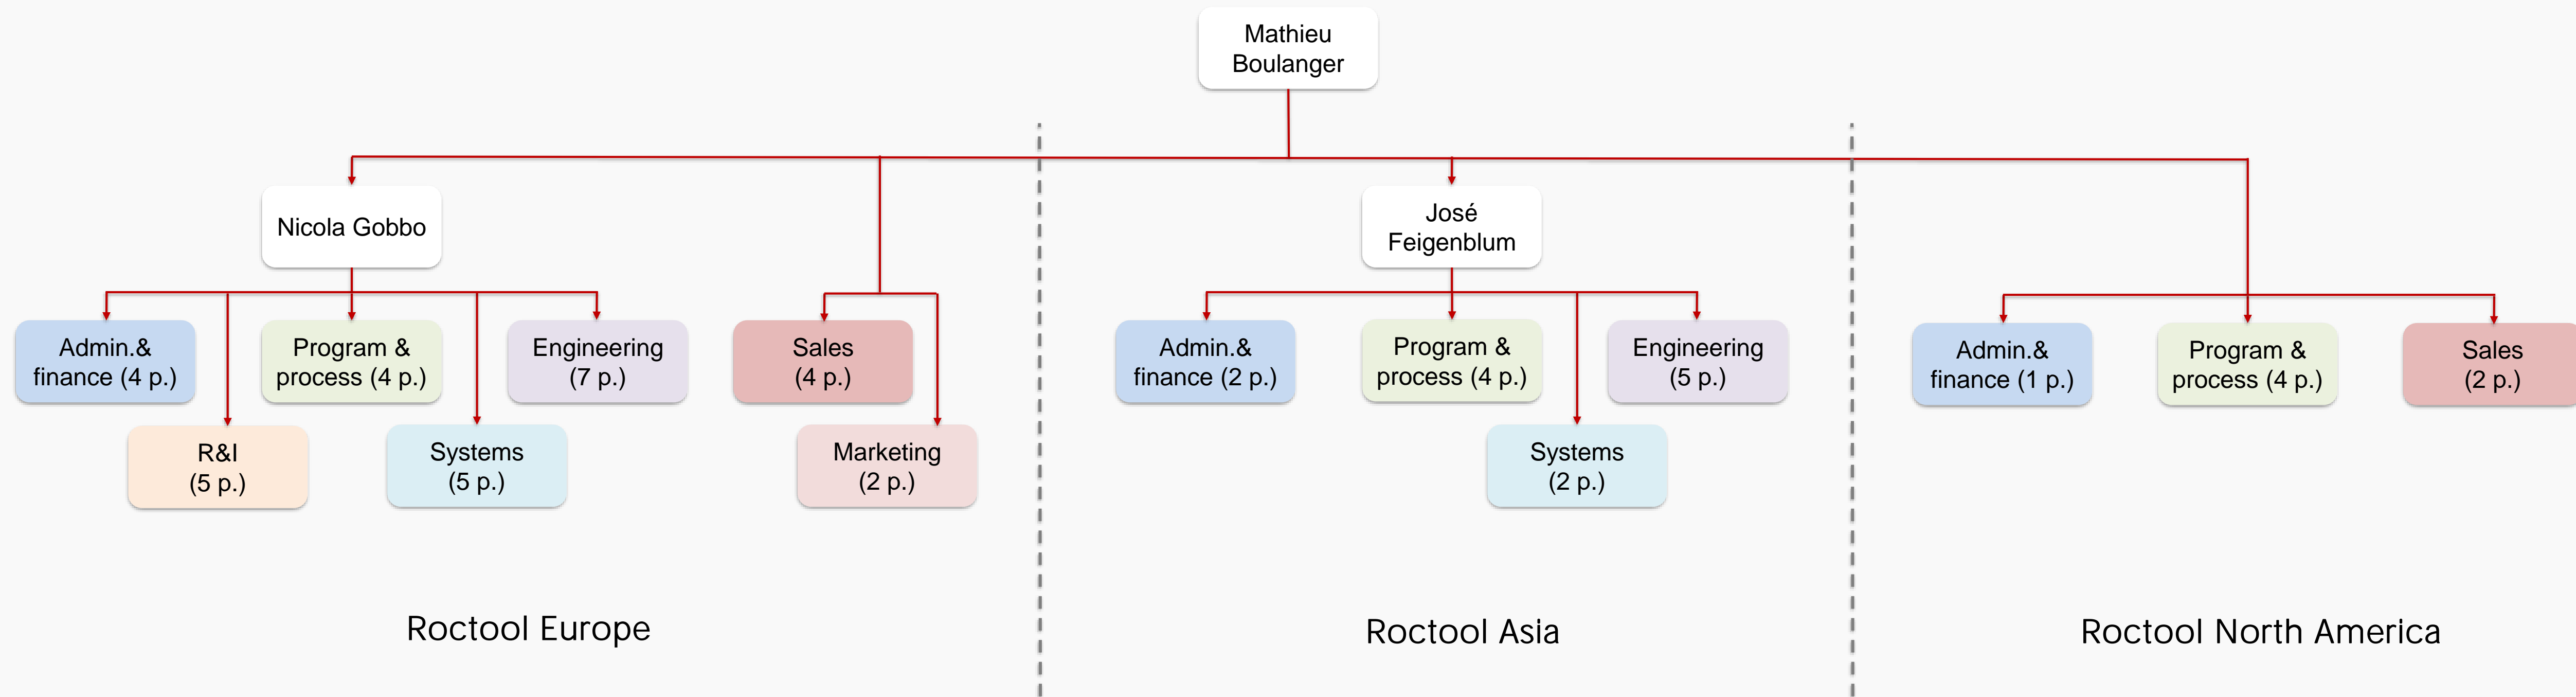 Mathieu
Boulanger
Nicola Gobbo
José
Feigenblum
Admin.&
finance (4 p.)
Program &
process (4 p.)
Engineering
(7 p.)
Sales
(4 p.)
R&I
(5 p.)
Systems
(5 p.)
Marketing
(2 p.)
Admin.&
finance (2 p.)
Program &
process (4 p.)
Engineering
(5 p.)
Systems
(2 p.)
Admin.&
finance (1 p.)
Program &
process (4 p.)
Sales
(2 p.)
Roctool Europe
Roctool Asia
Roctool North America